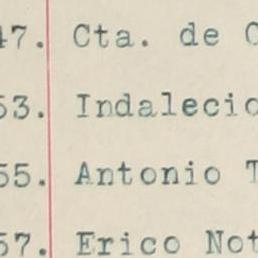 47. Cta. de C
53. Indalecio
55. Antonio T
57. Erico Not